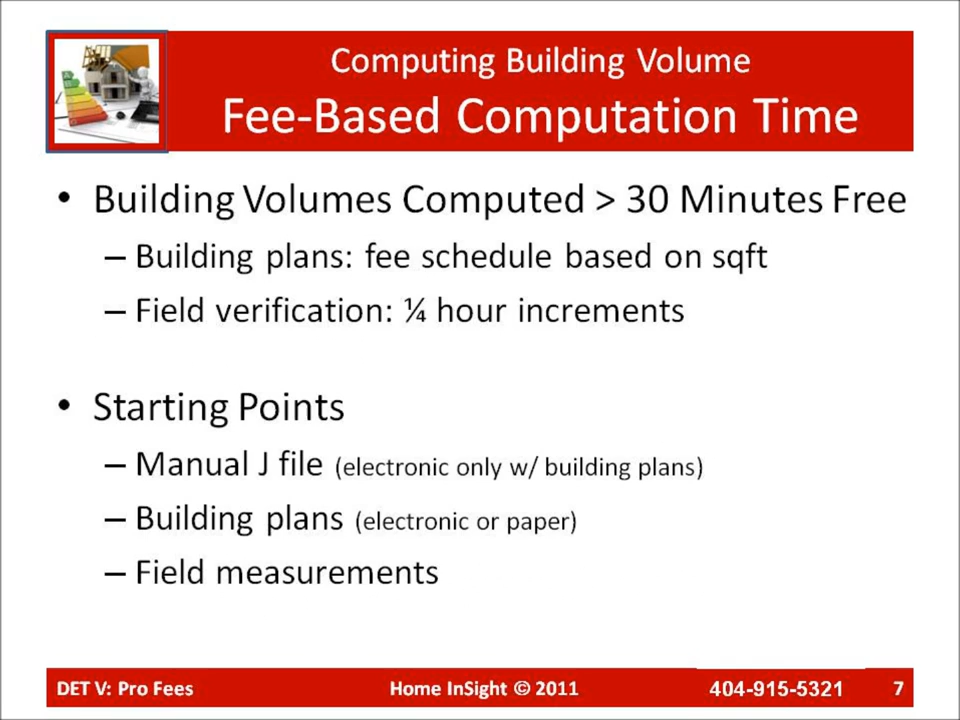 Computing Building Volume
Fee-Based Computation Time
• Building Volumes Computed > 30 Minutes Free
– Building plans: fee schedule based on sqft
– Field verification: ¼ hour increments
• Starting Points
– Manual J file (electronic only w/ building plans)
– Building plans (electronic or paper)
– Field measurements
DET V: Pro Fees Home InSight © 2011 404-915-5321 7